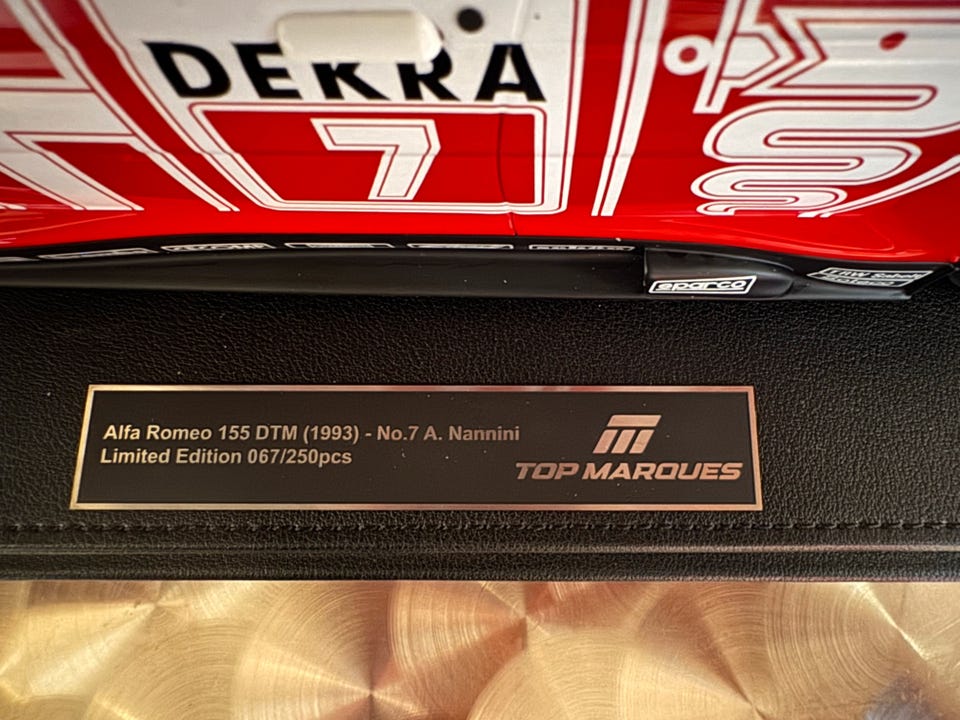 DEKRA
7
sparco
Alfa Romeo 155 DTM (1993) - No.7 A. Nannini
Limited Edition 067/250pcs
TOP MARQUES